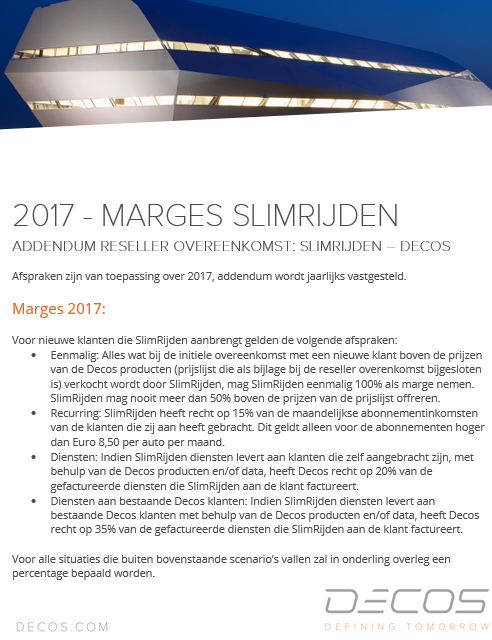 2017 - MARGES SLIMRIJDEN
ADDENDUM RESELLER OVEREENKOMST: SLIMRIJDEN – DECOS
Afspraken zijn van toepassing over 2017, addendum wordt jaarlijks vastgesteld.
Marges 2017:
Voor nieuwe klanten die SlimRijden aanbrengt gelden de volgende afspraken:
• Eenmalig: Alles wat bij de initiele overeenkomst met een nieuwe klant boven de prijzen
van de Decos producten (prijslijst die als bijlage bij de reseller overenkomst bijgesloten
is) verkocht wordt door SlimRijden, mag SlimRijden eenmalig 100% als marge nemen.
SlimRijden mag nooit meer dan 50% boven de prijzen van de prijslijst offreren.
• Recurring: SlimRijden heeft recht op 15% van de maandelijkse abonnementinkomsten
van de klanten die zij aan heeft gebracht. Dit geldt alleen voor de abonnementen hoger
dan Euro 8,50 per auto per maand.
• Diensten: Indien SlimRijden diensten levert aan klanten die zelf aangebracht zijn, met
behulp van de Decos producten en/of data, heeft Decos recht op 20% van de
gefactureerde diensten die SlimRijden aan de klant factureert.
• Diensten aan bestaande Decos klanten: Indien SlimRijden diensten levert aan
bestaande Decos klanten met behulp van de Decos producten en/of data, heeft Decos
recht op 35% van de gefactureerde diensten die SlimRijden aan de klant factureert.
Voor alle situaties die buiten bovenstaande scenario's vallen zal in onderling overleg een
percentage bepaald worden.
DECOS
DECOS.COM
DEFINING TOMORROW